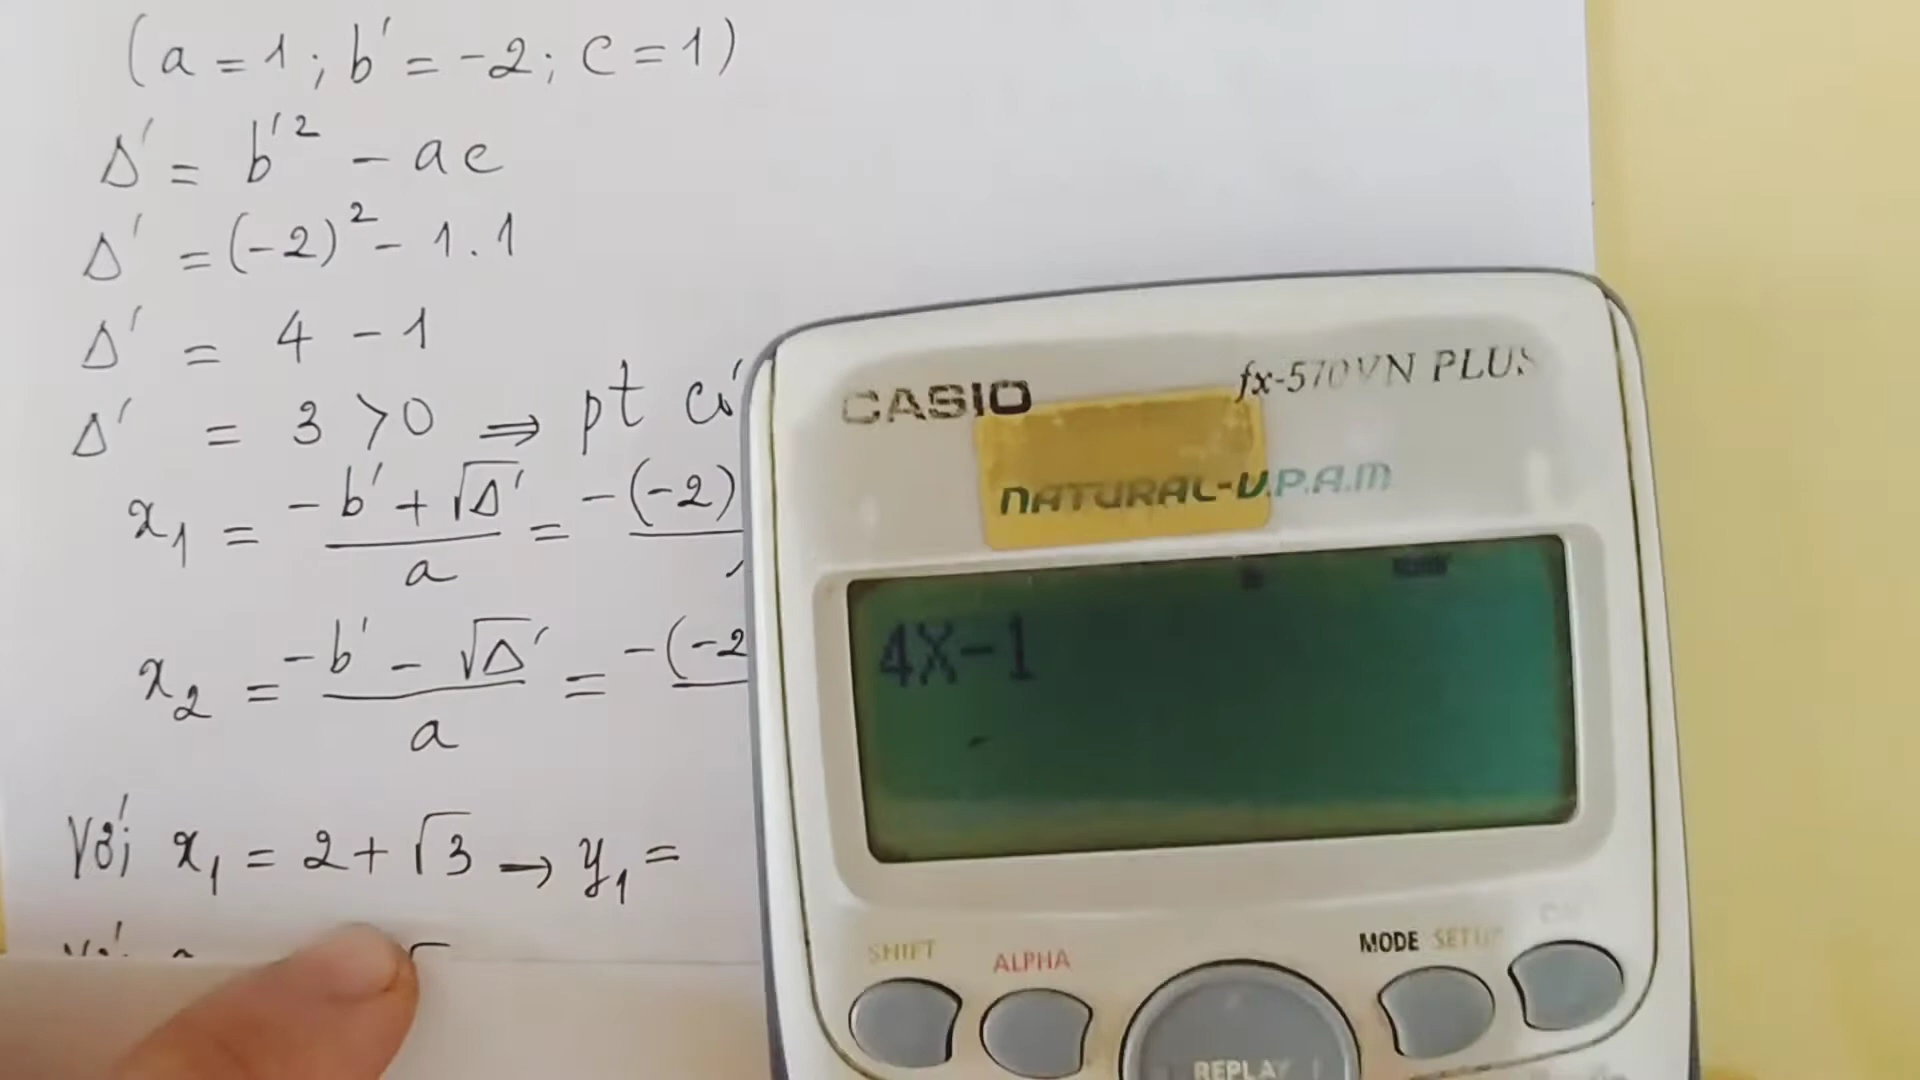 (a = 1 ; b' = -2 ; c = 1)
Δ' = b'² - ac
Δ' = (-2)² - 1.1
Δ' = 4 - 1
Δ' = 3 > 0 ⇒ pt có
x₁ = (-b' + √Δ')/a = -(-2)
x₂ = (-b' - √Δ')/a = -(-2
Với x₁ = 2 + √3 → y₁ =
CASIO
fx-570VN PLUS
NATURAL-V.P.A.M
4X-1
SHIFT
ALPHA
MODE SETUP
ON
REPLAY